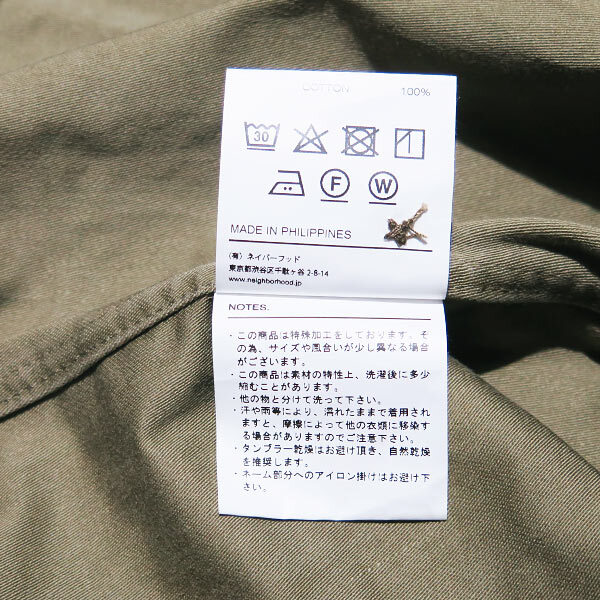 COTTON 100%
30
F W
MADE IN PHILIPPINES
(有) ネイバーフッド
東京都渋谷区千駄ヶ谷 2-8-14
www.neighborhood.jp
NOTES.
・この商品は特殊加工をしております。そ
の為、サイズや風合いが少し異なる場合
がございます。
・この商品は素材の特性上、洗濯後に多少
縮むことがあります。
・他の物と分けて洗って下さい。
・汗や雨等により、濡れたままで着用され
ますと、摩擦によって他の衣類に移染す
る場合がありますのでご注意下さい。
・タンブラー乾燥はお避け頂き、自然乾燥
を推奨します。
・ネーム部分へのアイロン掛けはお避け下
さい。